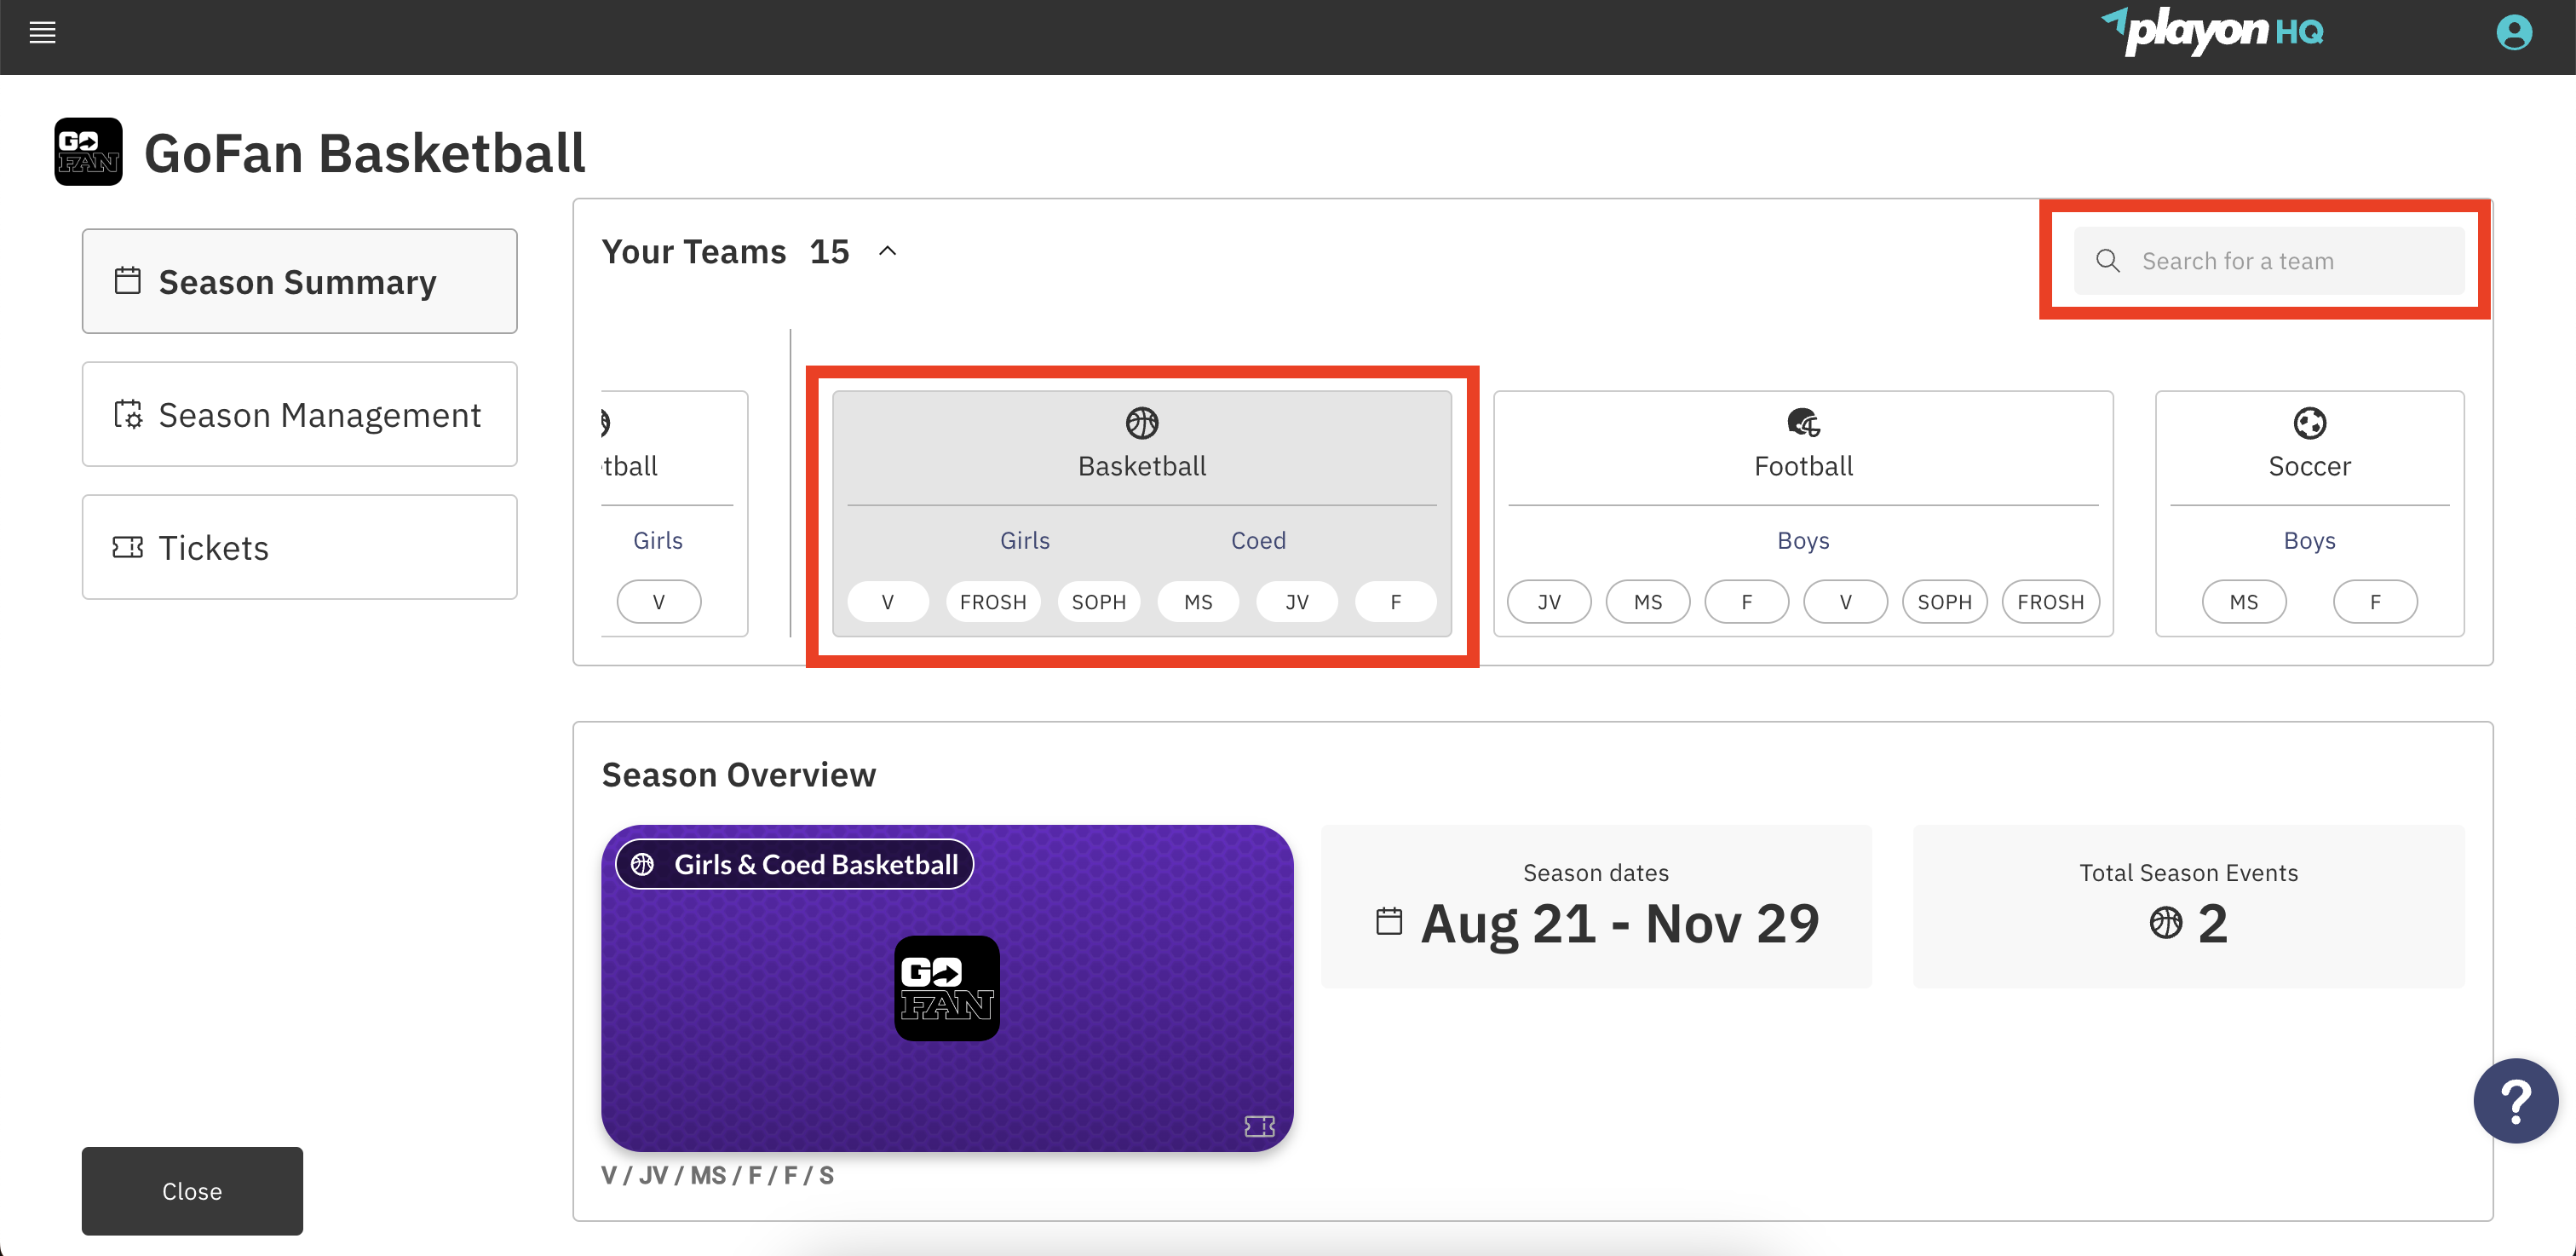 playon HQ
GO FAN GoFan Basketball
Season Summary
Season Management
Tickets
Close
Your Teams 15
Search for a team
tball
Girls
V
Basketball
Girls Coed
V FROSH SOPH MS JV F
Football
Boys
JV MS F V SOPH FROSH
Soccer
Boys
MS F
Season Overview
Girls & Coed Basketball
GO
FAN
V / JV / MS / F / F / S
Season dates
Aug 21 - Nov 29
Total Season Events
2
?